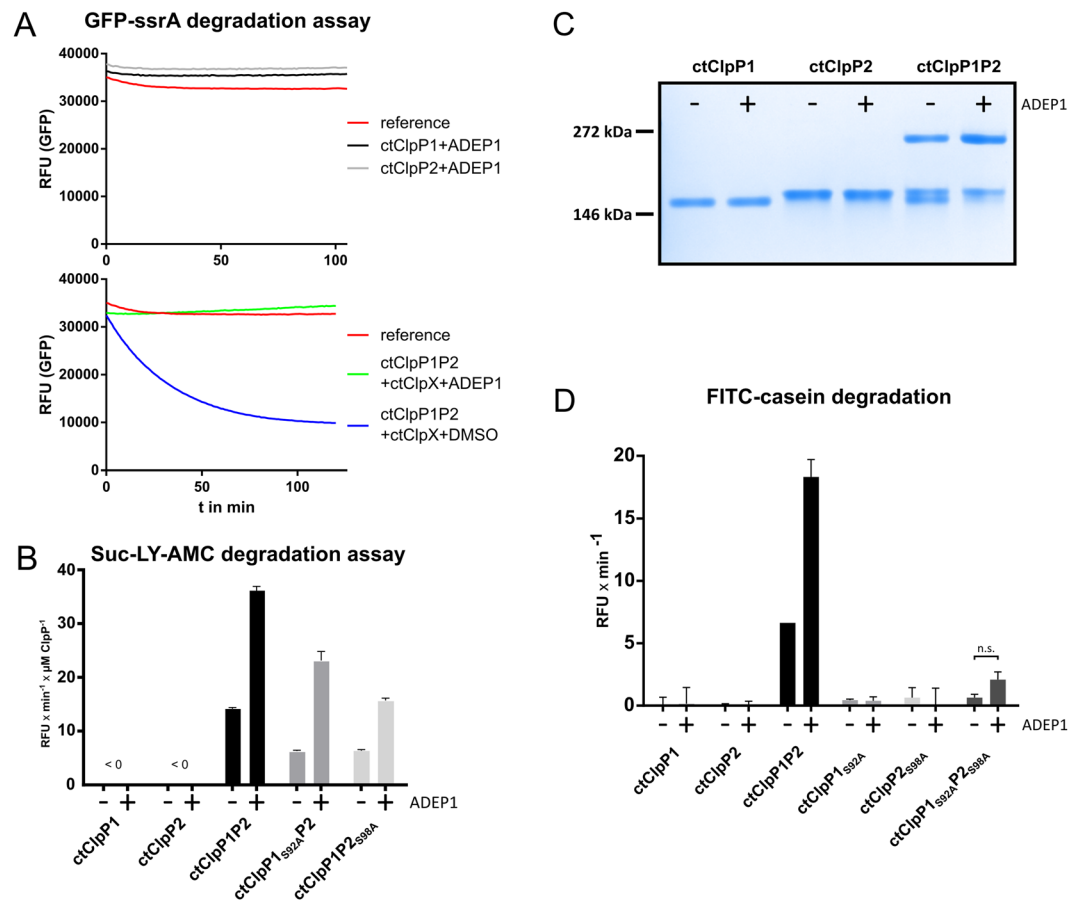 A
GFP-ssrA degradation assay
40000
30000
20000
10000
0
RFU (GFP)
0
50
100
reference
ctClpP1+ADEP1
ctClpP2+ADEP1
40000
30000
20000
10000
0
RFU (GFP)
0
50
100
t in min
reference
ctClpP1P2
+ctClpX+ADEP1
ctClpP1P2
+ctClpX+DMSO
B
Suc-LY-AMC degradation assay
40
30
20
10
0
RFU x min-1 x µM ClpP-1
< 0
< 0
- + - + - + - + - + ADEP1
ctClpP1
ctClpP2
ctClpP1P2
ctClpP1S92AP2
ctClpP1P2S98A
C
ctClpP1 ctClpP2 ctClpP1P2
- + - + - + ADEP1
272 kDa
146 kDa
D
FITC-casein degradation
20
15
10
5
0
RFU x min -1
n.s.
- + - + - + - + - + - + ADEP1
ctClpP1
ctClpP2
ctClpP1P2
ctClpP1S92A
ctClpP2S98A
ctClpP1S92AP2S98A